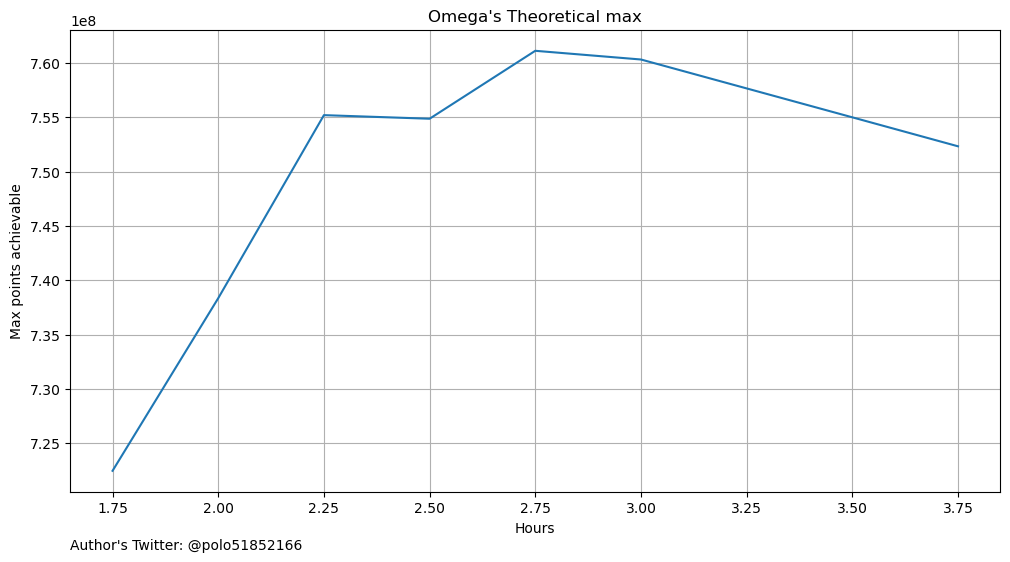 Omega's Theoretical max
1e8
7.60
7.55
7.50
7.45
7.40
7.35
7.30
7.25
Max points achievable
1.75 2.00 2.25 2.50 2.75 3.00 3.25 3.50 3.75
Hours
Author's Twitter: @polo51852166